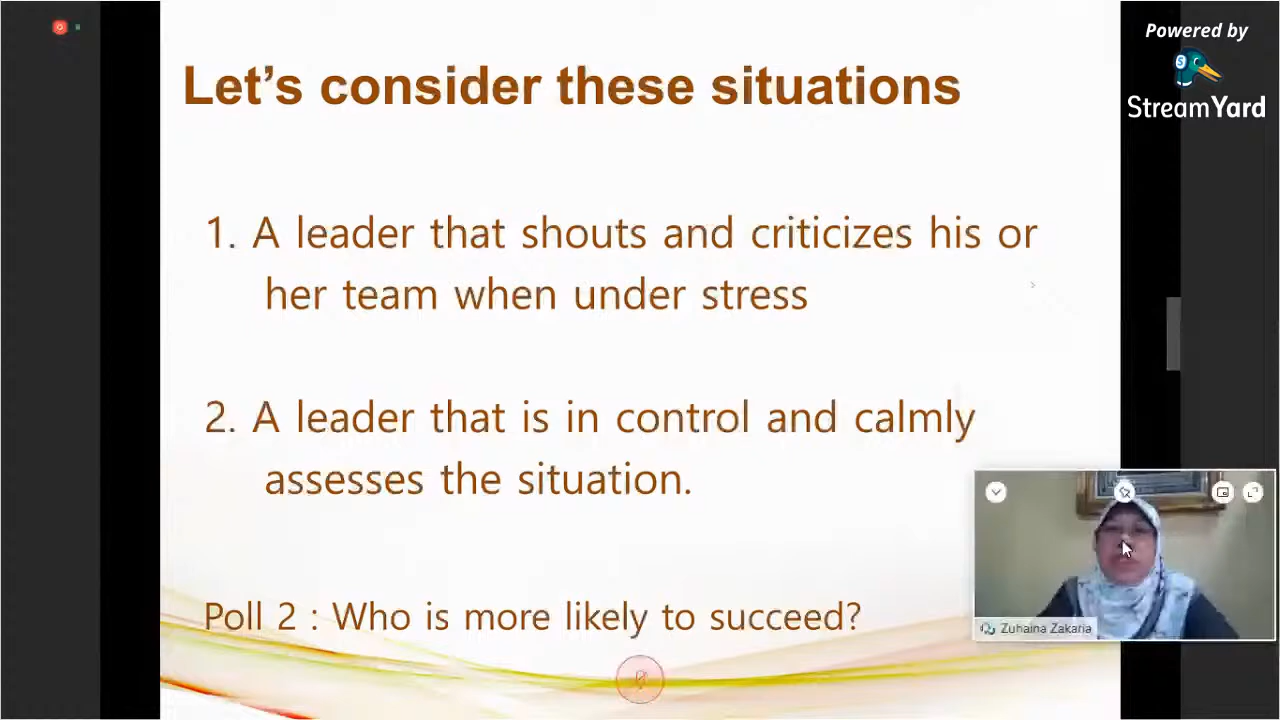 Let's consider these situations
1. A leader that shouts and criticizes his or
her team when under stress
2. A leader that is in control and calmly
assesses the situation.
Poll 2 : Who is more likely to succeed?
Powered by
StreamYard
Zuhaina Zakaria